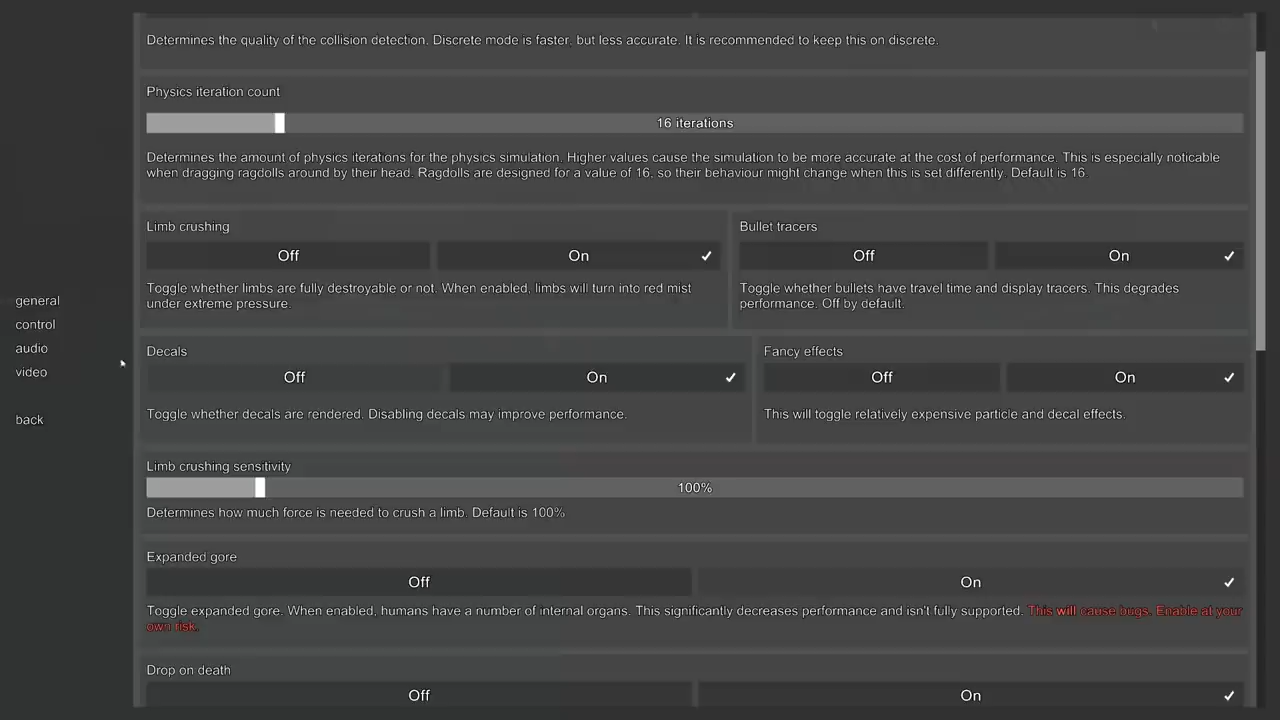 Determines the quality of the collision detection. Discrete mode is faster, but less accurate. It is recommended to keep this on discrete.
Physics iteration count
16 iterations
Determines the amount of physics iterations for the physics simulation. Higher values cause the simulation to be more accurate at the cost of performance. This is especially noticable
when dragging ragdolls around by their head. Ragdolls are designed for a value of 16, so their behaviour might change when this is set differently. Default is 16.
Limb crushing
Off
On
Toggle whether limbs are fully destroyable or not. When enabled, limbs will turn into red mist
under extreme pressure.
Bullet tracers
Off
On
Toggle whether bullets have travel time and display tracers. This degrades
performance. Off by default.
general
control
audio
video
back
Decals
Off
On
Toggle whether decals are rendered. Disabling decals may improve performance.
Fancy effects
Off
On
This will toggle relatively expensive particle and decal effects.
Limb crushing sensitivity
100%
Determines how much force is needed to crush a limb. Default is 100%
Expanded gore
Off
On
Toggle expanded gore. When enabled, humans have a number of internal organs. This significantly decreases performance and isn't fully supported. This will cause bugs. Enable at your
own risk.
Drop on death
Off
On